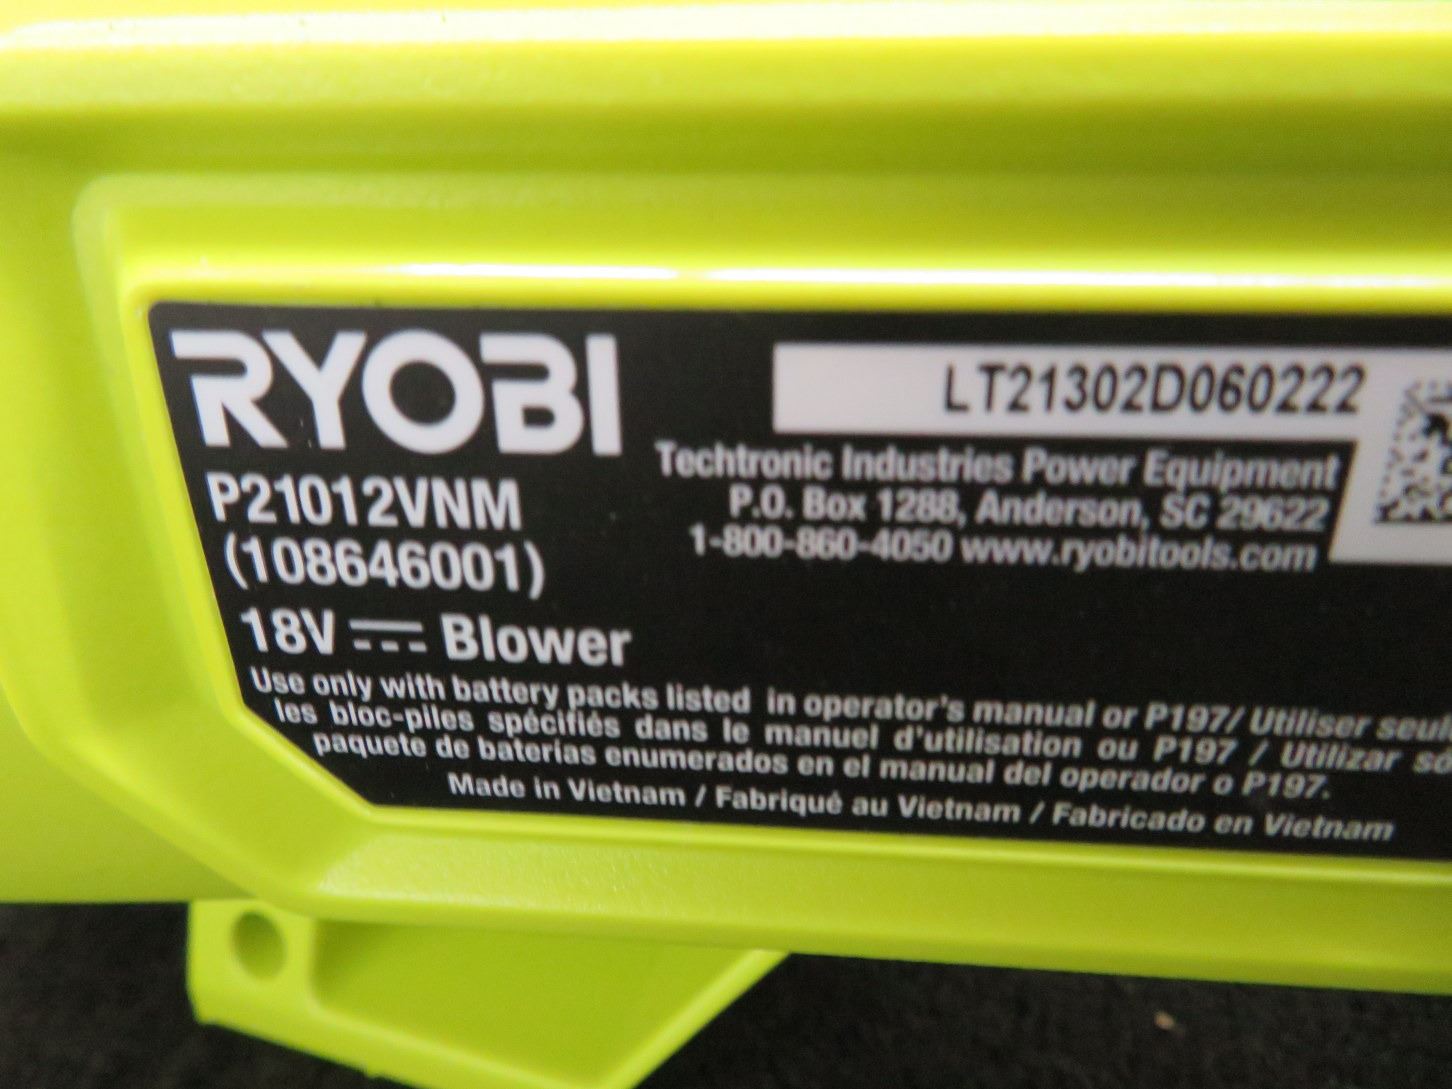 RYOBI
LT21302D060222
Techtronic Industries Power Equipment
P.O. Box 1288, Anderson, SC 29622
1-800-860-4050 www.ryobitools.com
P21012VNM
(108646001)
18V ⎓ Blower
Use only with battery packs listed in operator's manual or P197/ Utiliser
les bloc-piles spécifiés dans le manuel d'utilisation ou P197 / Utilizar
paquete de baterias enumerados en el manual del operador o P197.
Made in Vietnam / Fabriqué au Vietnam / Fabricado en Vietnam